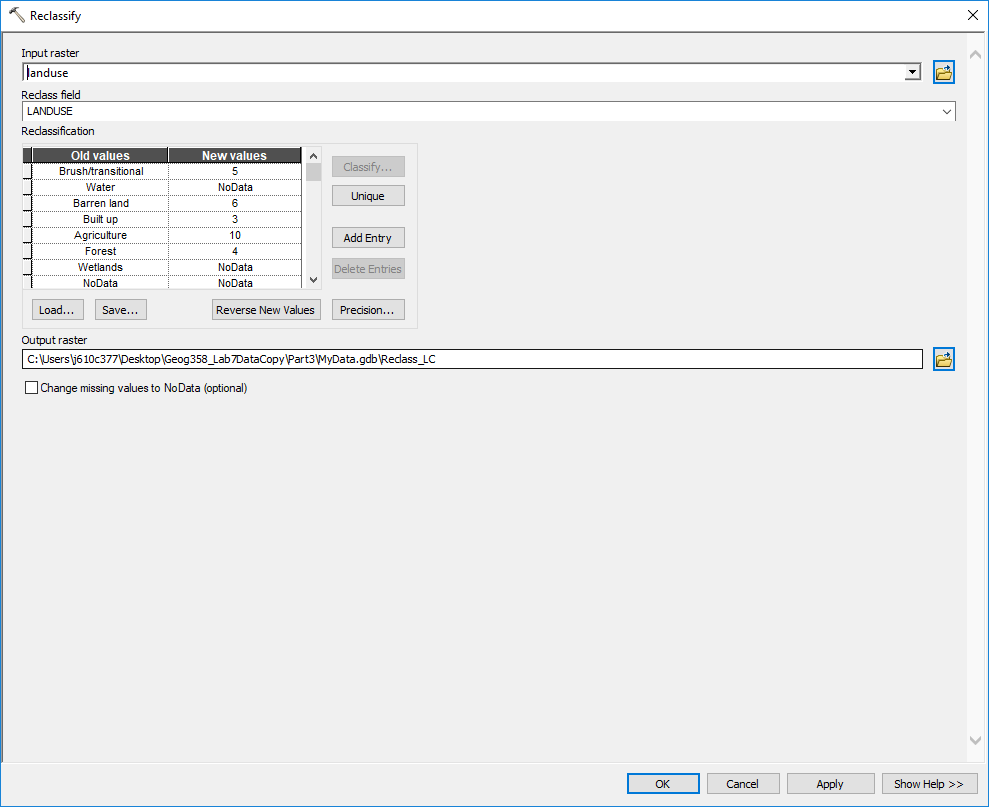 Reclassify
Input raster
landuse
Reclass field
LANDUSE
Reclassification
Old values New values
Brush/transitional 5
Water NoData
Barren land 6
Built up 3
Agriculture 10
Forest 4
Wetlands NoData
NoData NoData
Classify...
Unique
Add Entry
Delete Entries
Load... Save... Reverse New Values Precision...
Output raster
C:\Users\j610c377\Desktop\Geog358_Lab7DataCopy\Part3\MyData.gdb\Reclass_LC
Change missing values to NoData (optional)
OK Cancel Apply Show Help >>